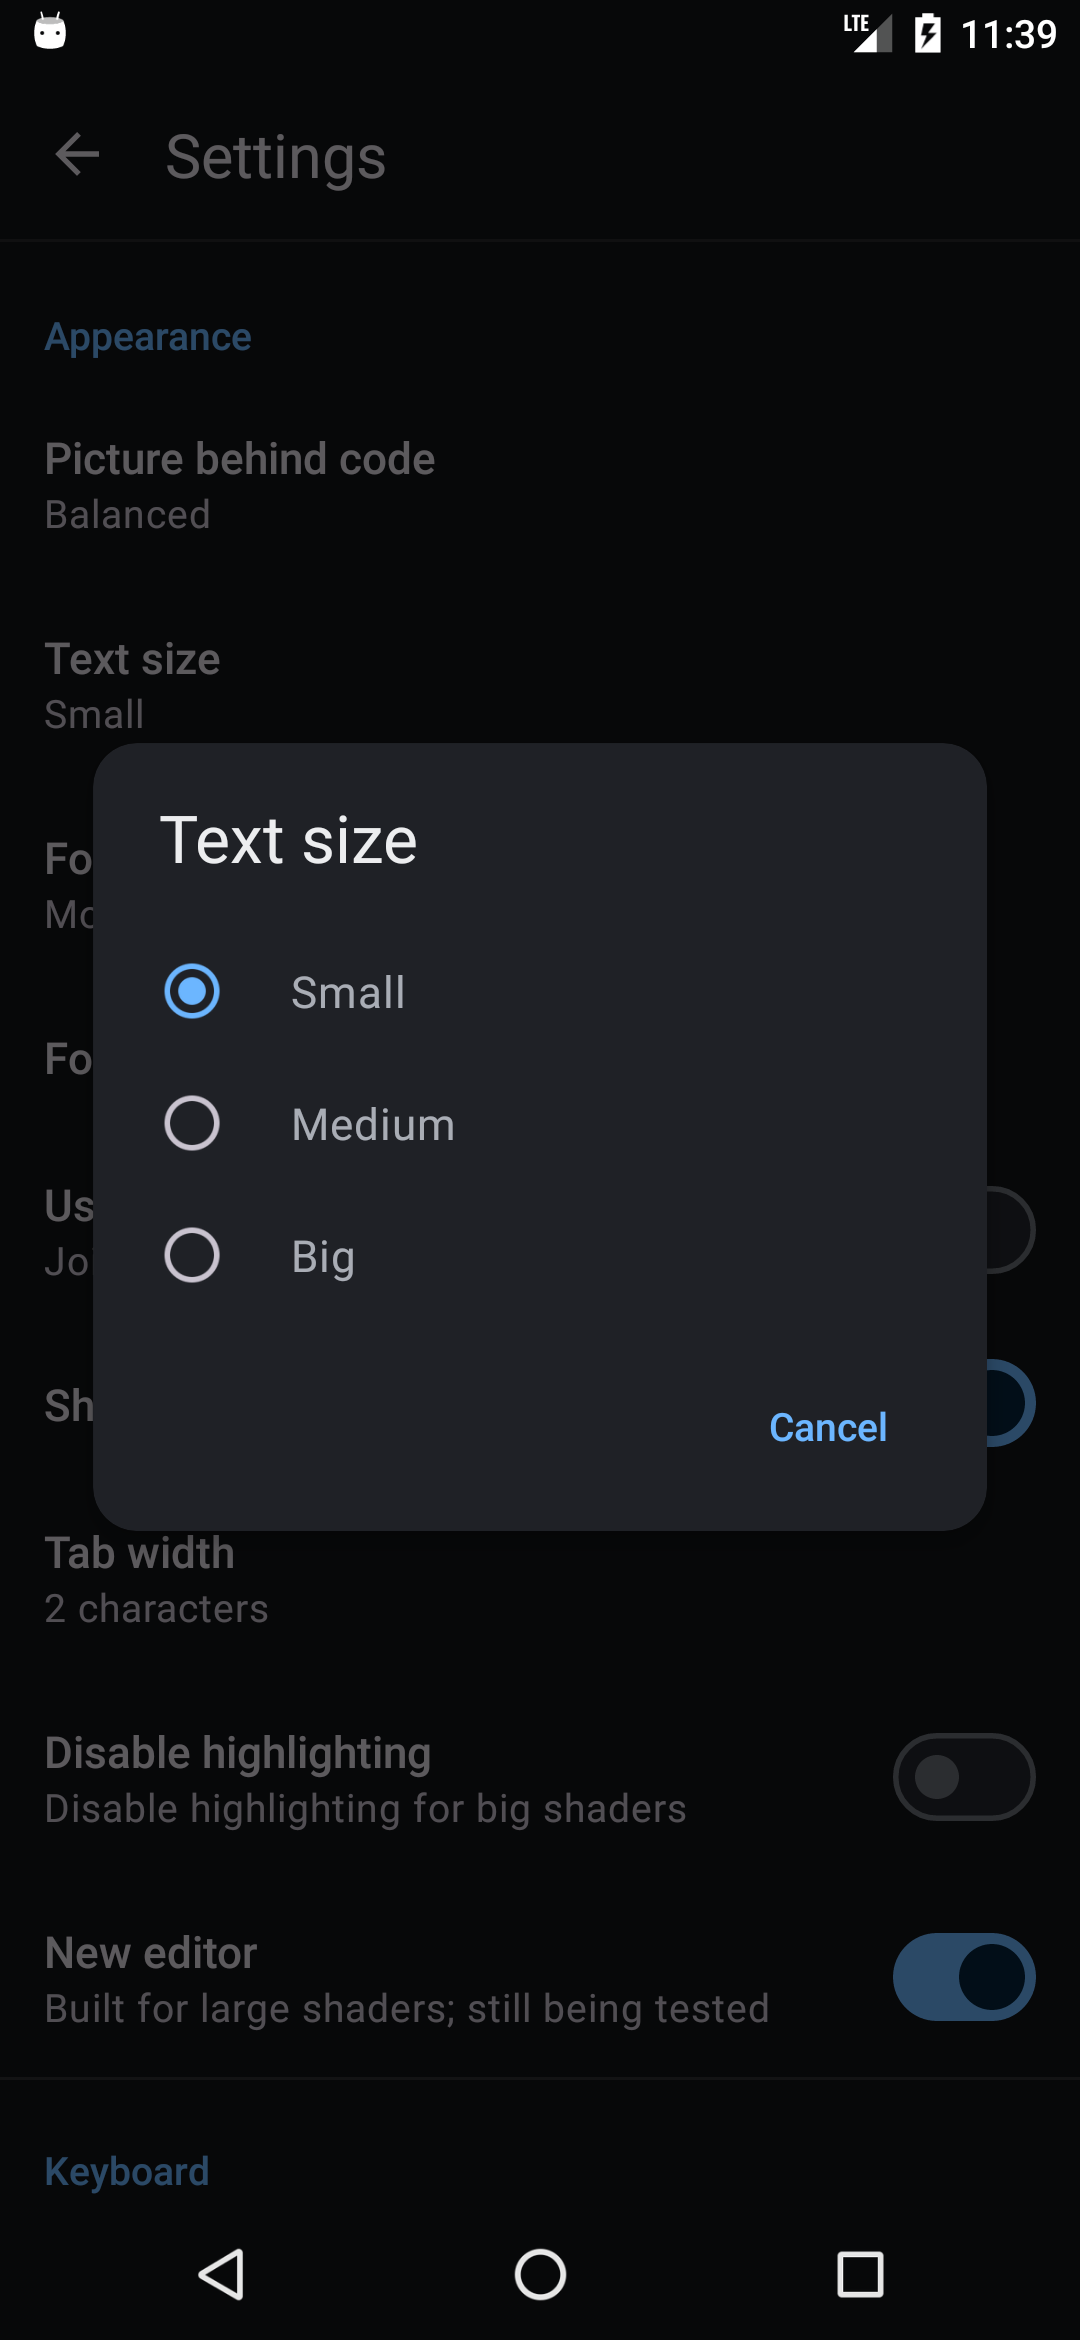 LTE 11:39
Settings
Appearance
Picture behind code
Balanced
Text size
Small
Text size
Small
Medium
Big
Cancel
Tab width
2 characters
Disable highlighting
Disable highlighting for big shaders
New editor
Built for large shaders; still being tested
Keyboard